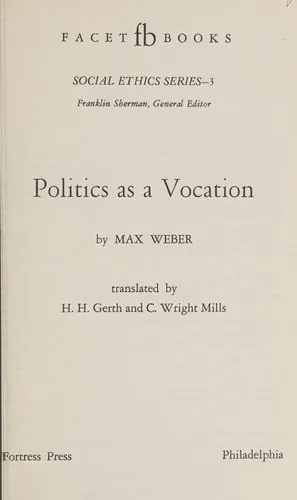 FACET fb BOOKS
SOCIAL ETHICS SERIES—3
Franklin Sherman, General Editor
Politics as a Vocation
by MAX WEBER
translated by
H. H. Gerth and C. Wright Mills
Fortress Press Philadelphia